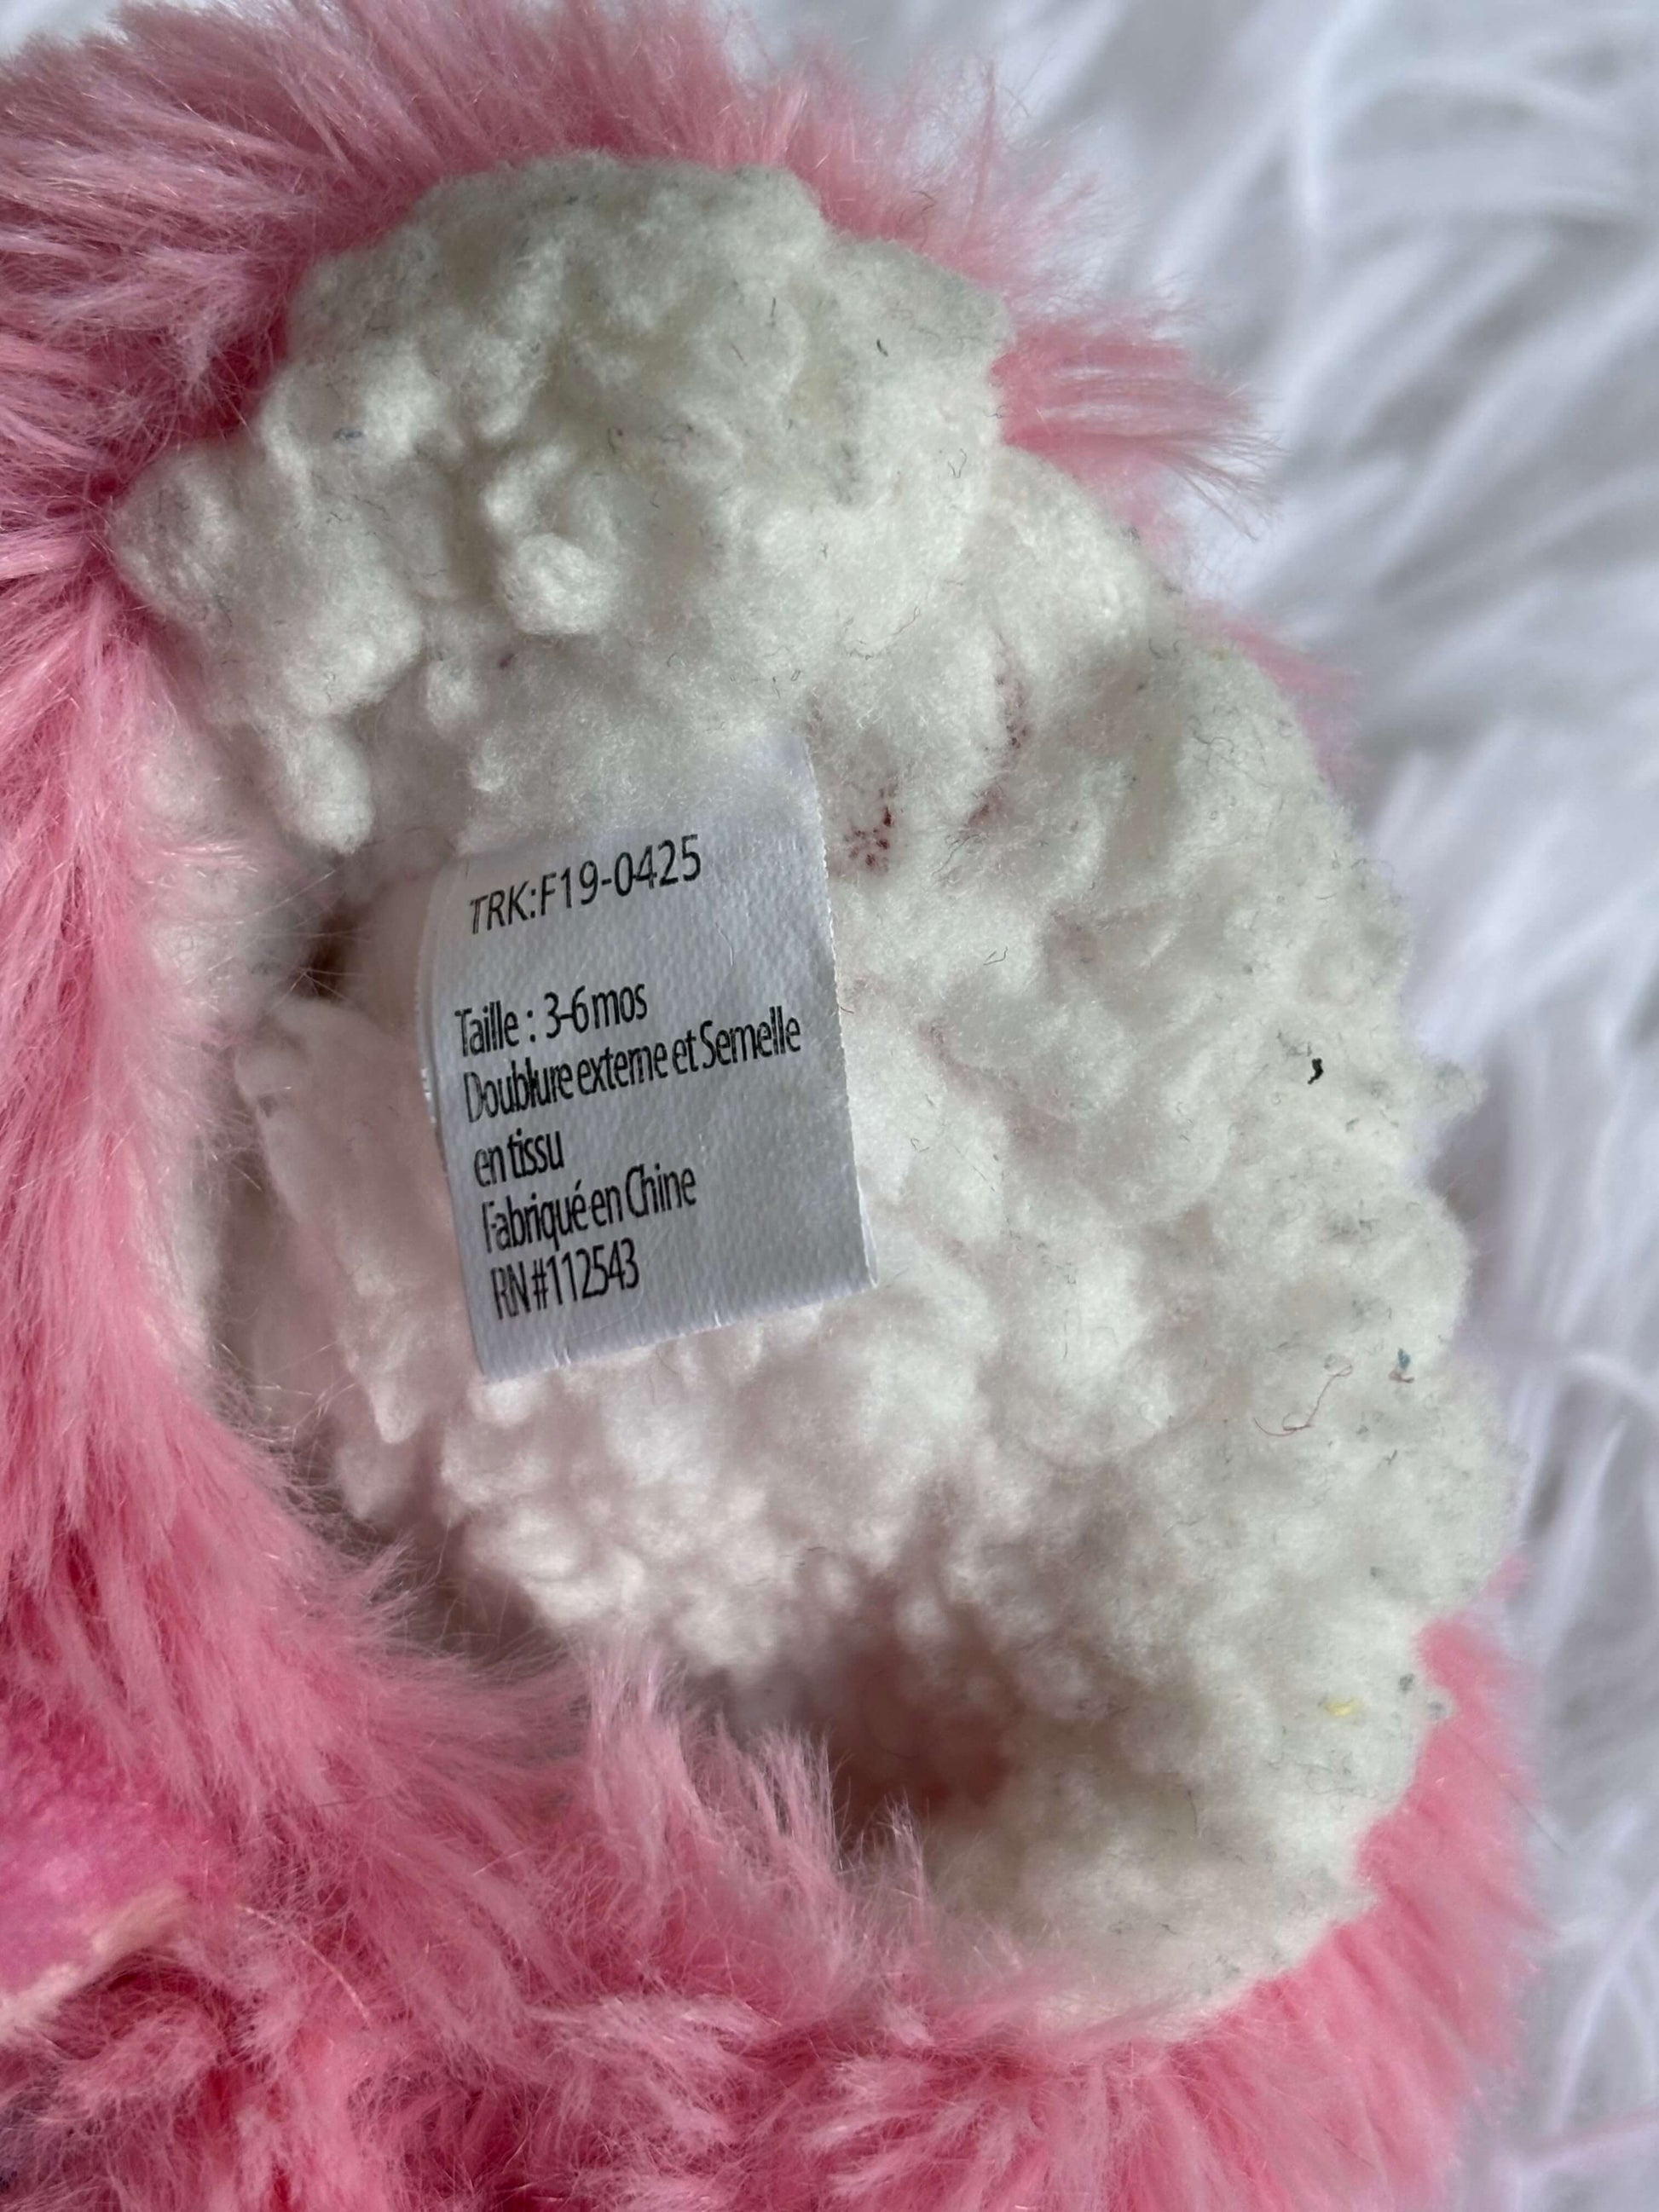 TRK:F19-0425
Taille : 3-6 mos
Doublure externe et Semelle
en tissu
Fabriqué en Chine
RN #112543